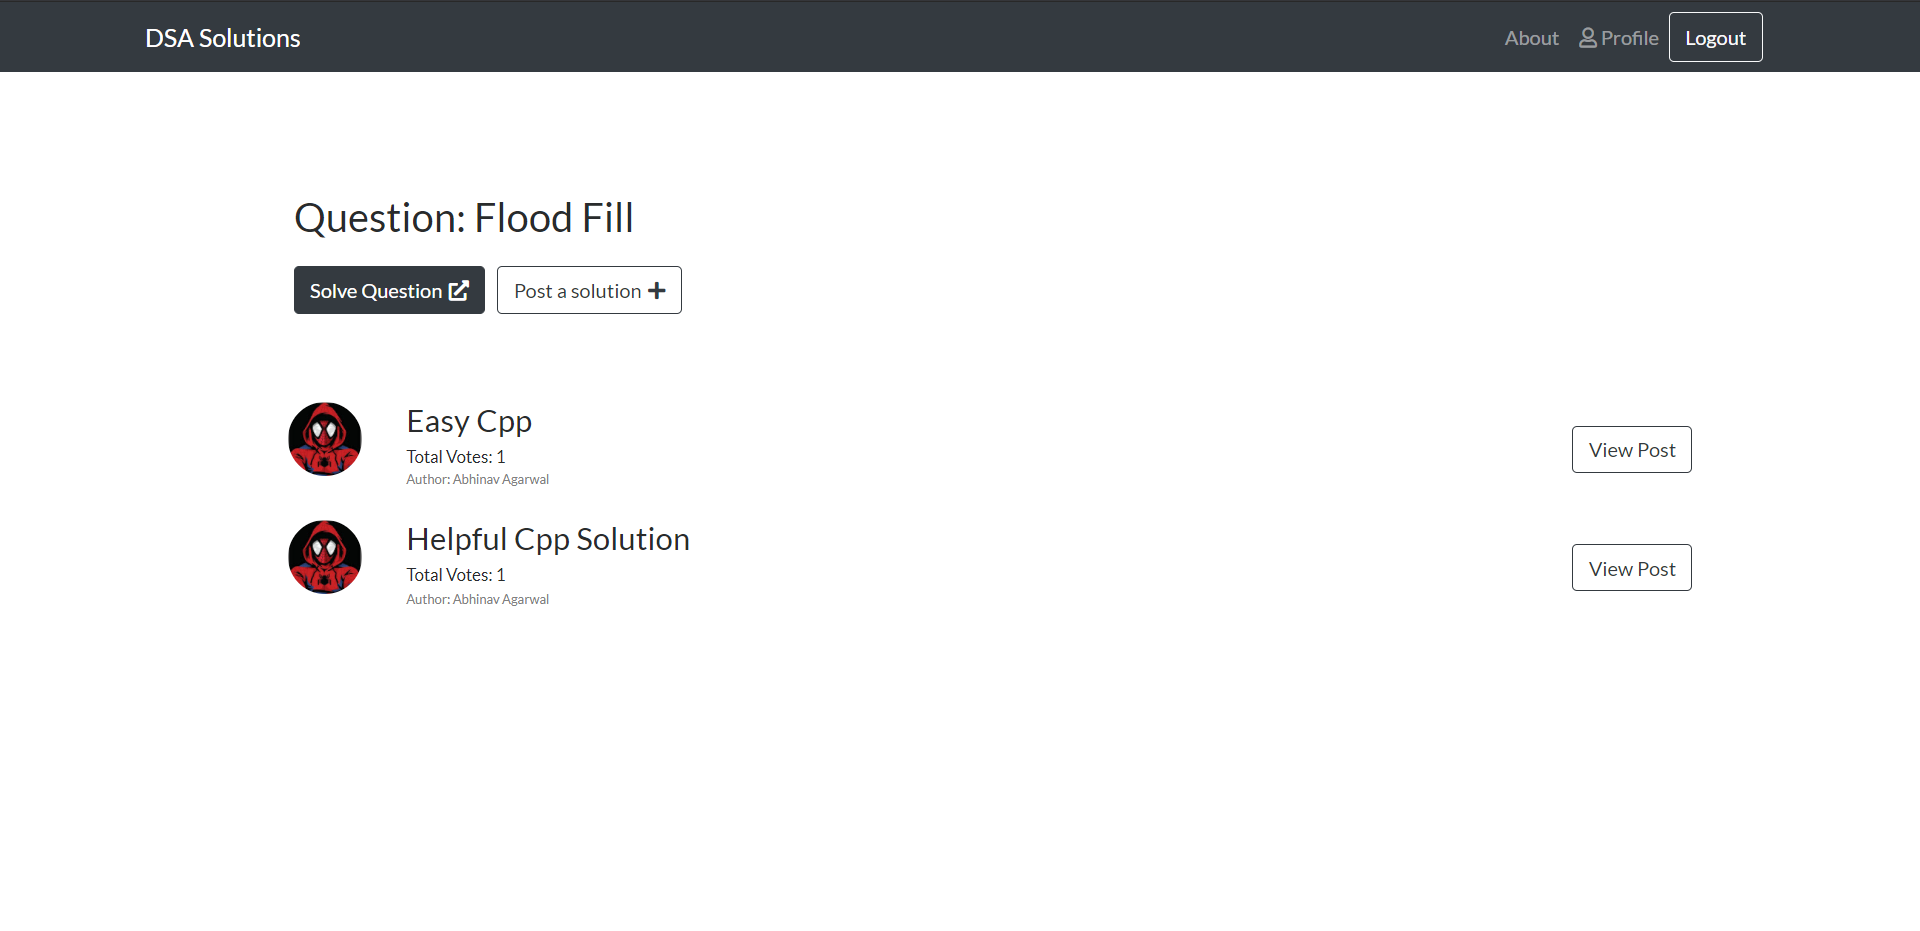 DSA Solutions
About Profile Logout
Question: Flood Fill
Solve Question Post a solution
Easy Cpp
Total Votes: 1
Author: Abhinav Agarwal
View Post
Helpful Cpp Solution
Total Votes: 1
Author: Abhinav Agarwal
View Post